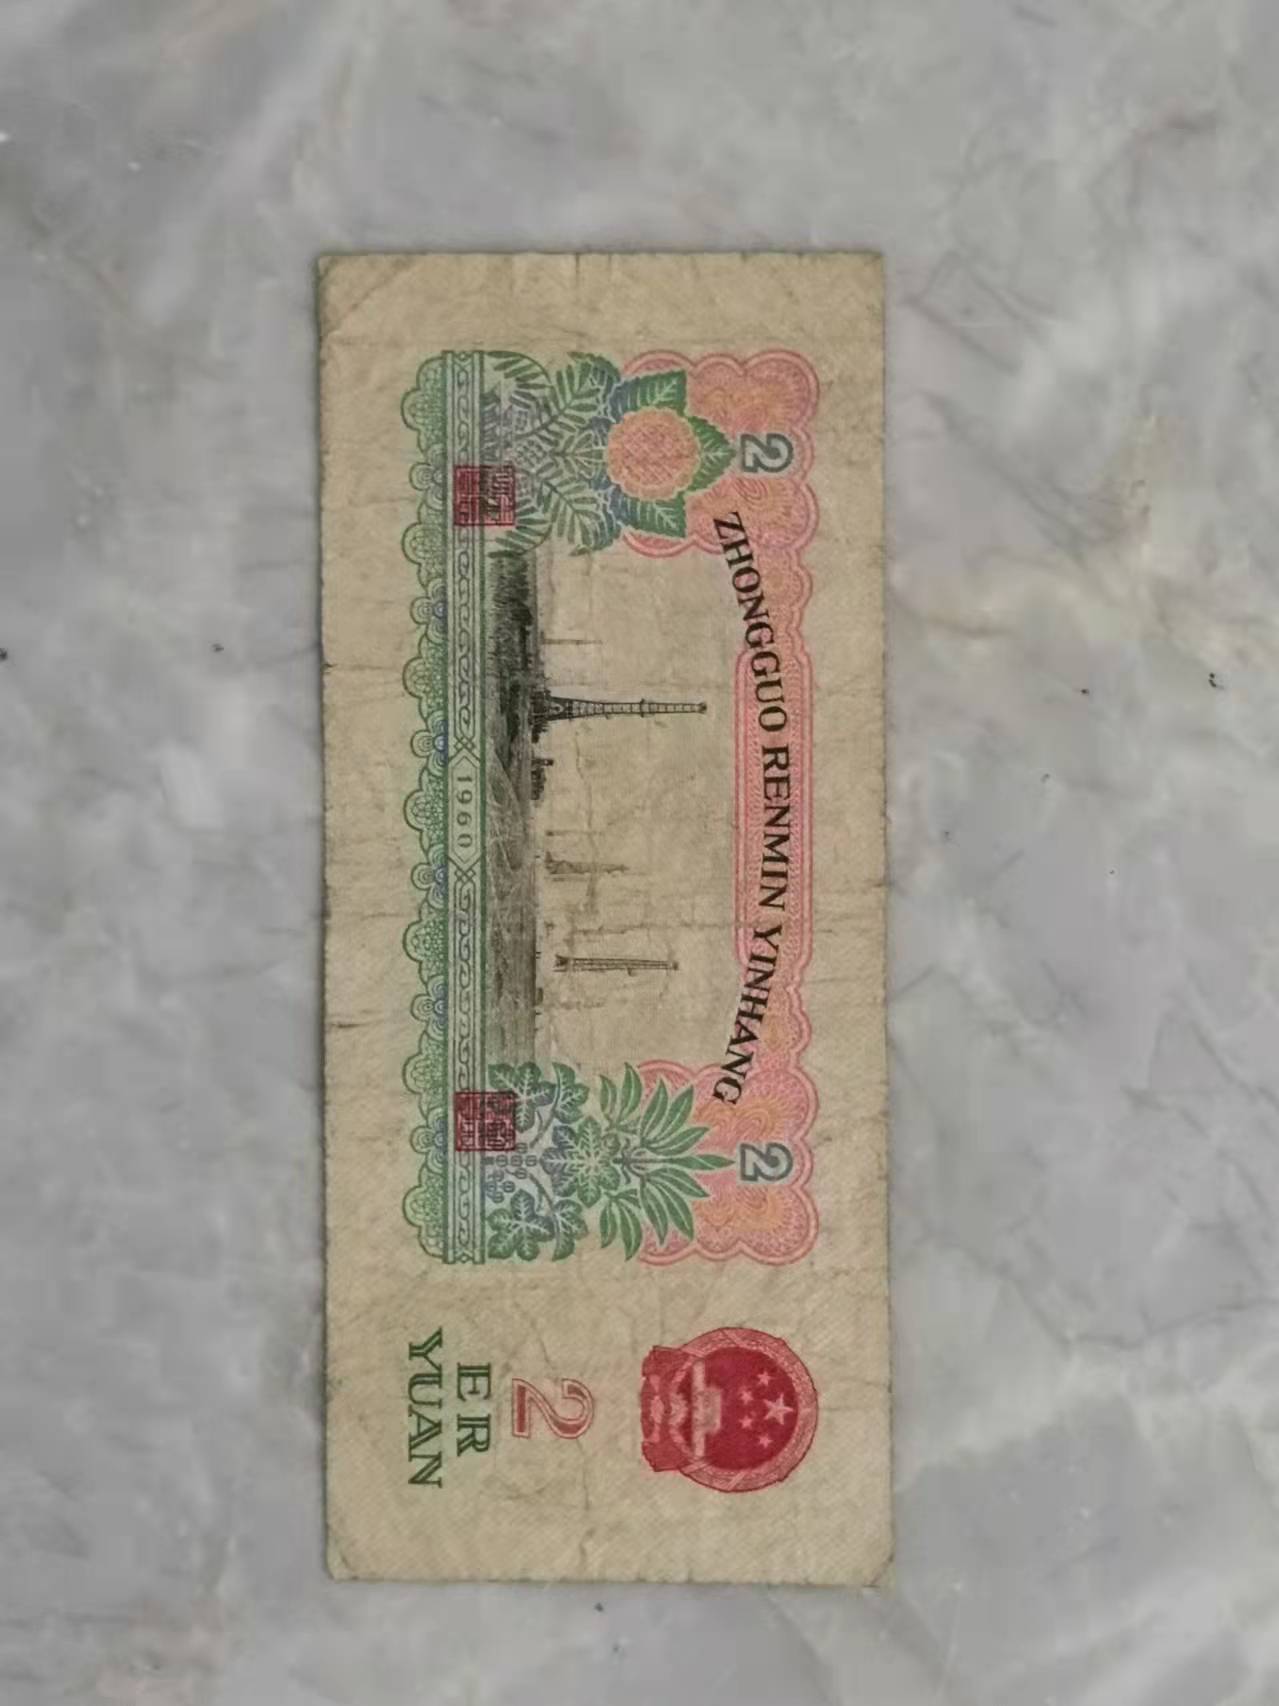 2
2
ZHONGGUO RENMIN YINHANG
1960
2
ER
YUAN